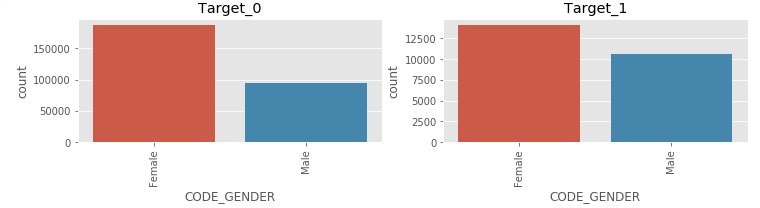 Target_0
count
150000
100000
50000
0
Female
Male
CODE_GENDER
Target_1
count
12500
10000
7500
5000
2500
0
Female
Male
CODE_GENDER